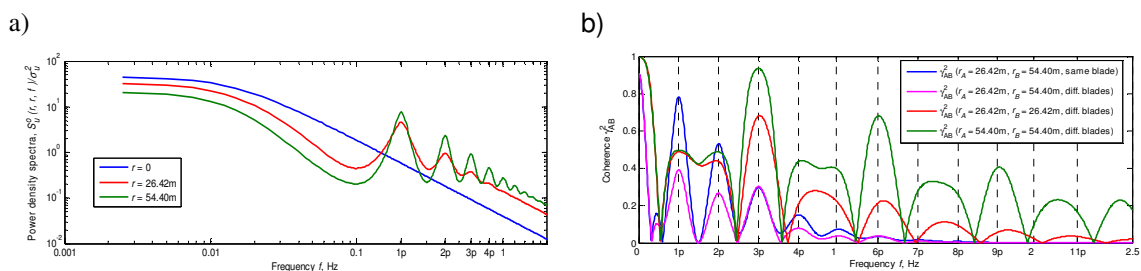 a)
Power density spectra, S_u^o (r, r, f )/σ_u^2
10^2
10^1
10^0
10^-1
10^-2
r = 0
r = 26.42m
r = 54.40m
0.001 0.01 0.1 1p 2p 3p 4p 1
Frequency f, Hz
b)
Coherence γ_AB^2
1
0.8
0.6
0.4
0.2
0
γ_AB^2 (r_A = 26.42m, r_B = 54.40m, same blade)
γ_AB^2 (r_A = 26.42m, r_B = 54.40m, diff. blades)
γ_AB^2 (r_A = 26.42m, r_B = 26.42m, diff. blades)
γ_AB^2 (r_A = 54.40m, r_B = 54.40m, diff. blades)
0 1p 2p 3p 4p 1 6p 7p 8p 9p 2 11p 2.5
Frequency f, Hz